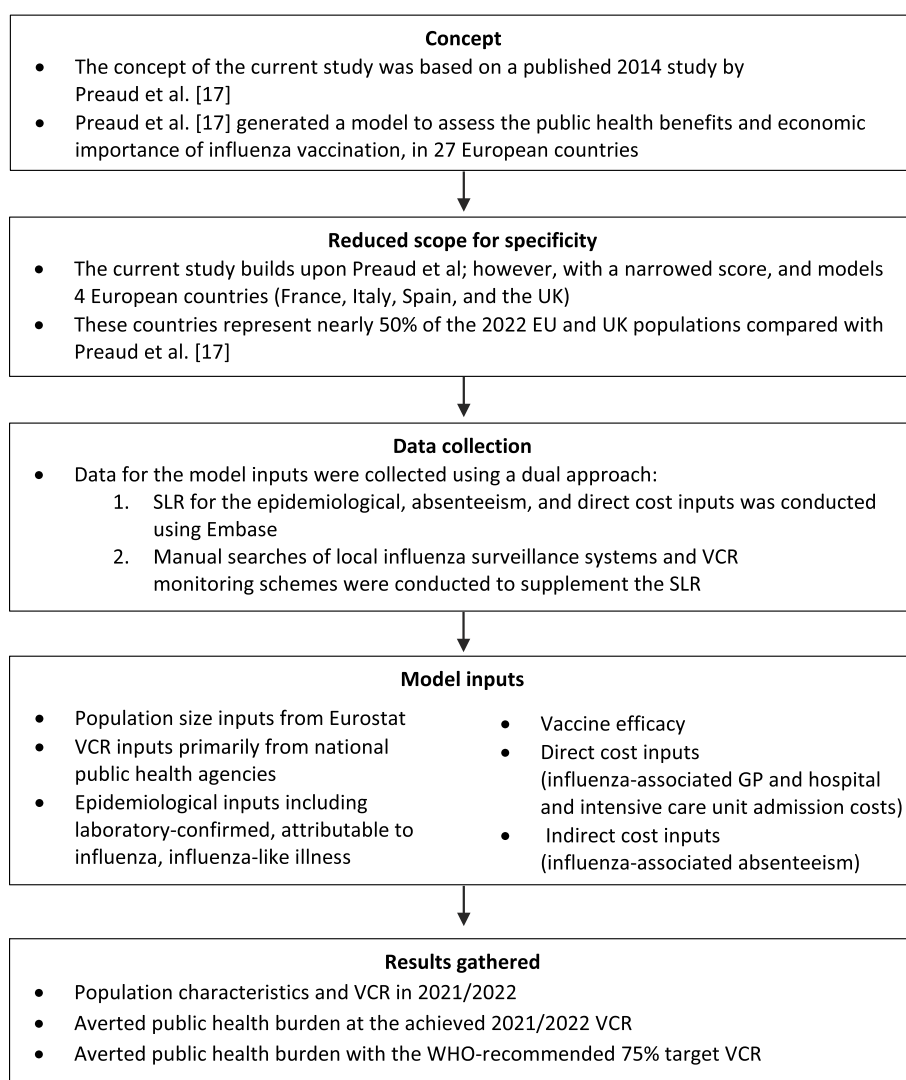 Concept
• The concept of the current study was based on a published 2014 study by
Preaud et al. [17]
• Preaud et al. [17] generated a model to assess the public health benefits and economic
importance of influenza vaccination, in 27 European countries
Reduced scope for specificity
• The current study builds upon Preaud et al; however, with a narrowed score, and models
4 European countries (France, Italy, Spain, and the UK)
• These countries represent nearly 50% of the 2022 EU and UK populations compared with
Preaud et al. [17]
Data collection
• Data for the model inputs were collected using a dual approach:
1. SLR for the epidemiological, absenteeism, and direct cost inputs was conducted
using Embase
2. Manual searches of local influenza surveillance systems and VCR
monitoring schemes were conducted to supplement the SLR
Model inputs
• Population size inputs from Eurostat
• VCR inputs primarily from national
public health agencies
• Epidemiological inputs including
laboratory-confirmed, attributable to
influenza, influenza-like illness
• Vaccine efficacy
• Direct cost inputs
(influenza-associated GP and hospital
and intensive care unit admission costs)
• Indirect cost inputs
(influenza-associated absenteeism)
Results gathered
• Population characteristics and VCR in 2021/2022
• Averted public health burden at the achieved 2021/2022 VCR
• Averted public health burden with the WHO-recommended 75% target VCR